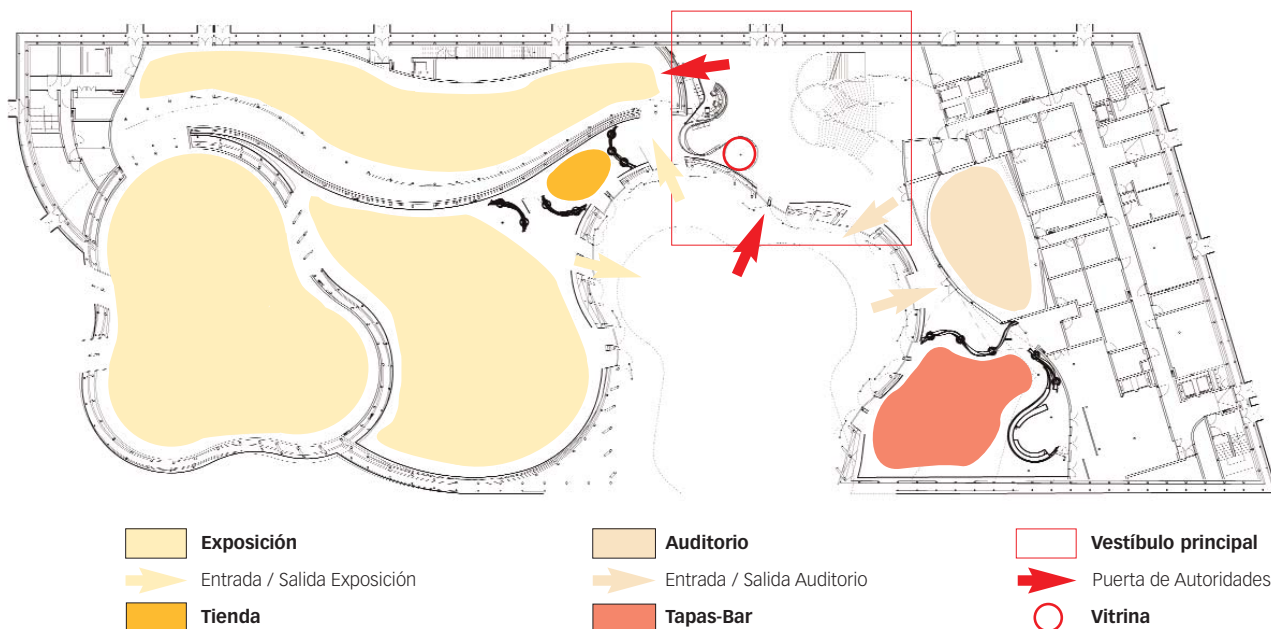 Exposición
Entrada / Salida Exposición
Tienda
Auditorio
Entrada / Salida Auditorio
Tapas-Bar
Vestíbulo principal
Puerta de Autoridades
Vitrina